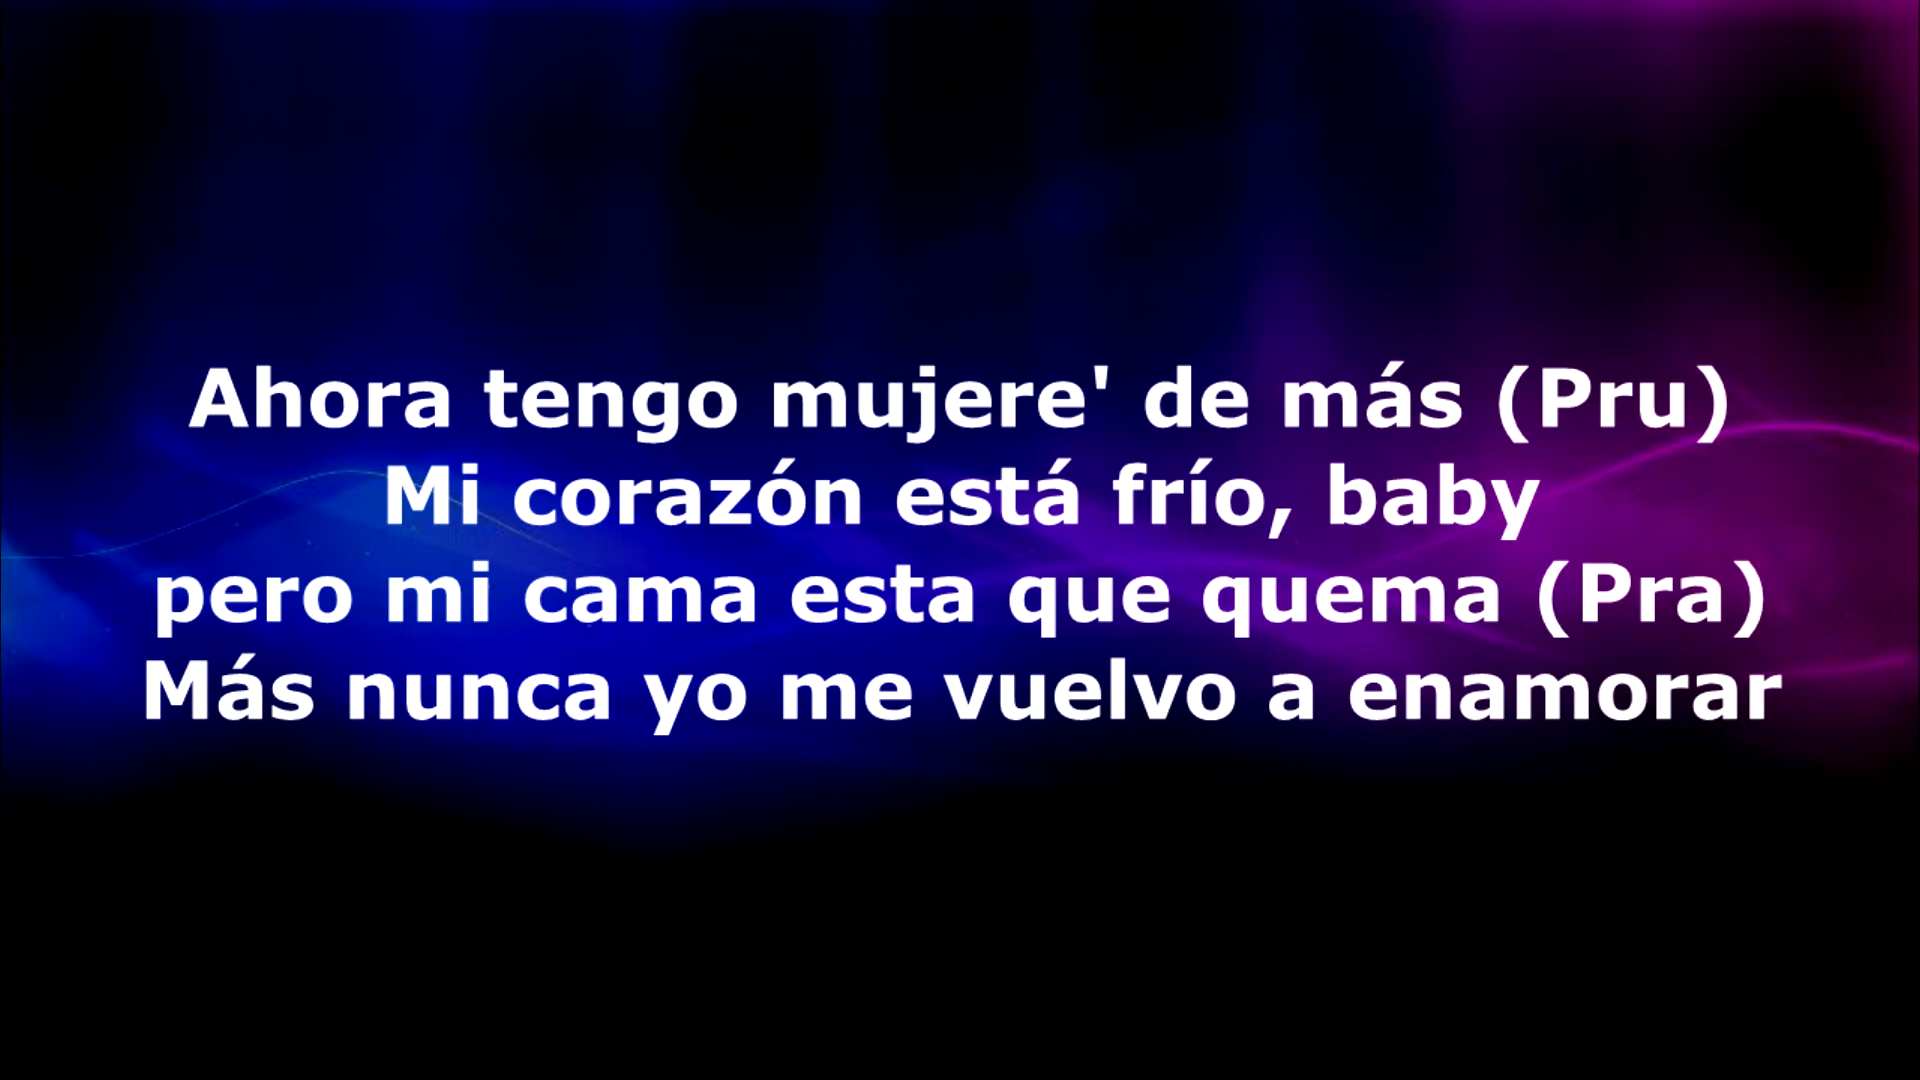 Ahora tengo mujere' de más (Pru)
Mi corazón está frío, baby
pero mi cama esta que quema (Pra)
Más nunca yo me vuelvo a enamorar